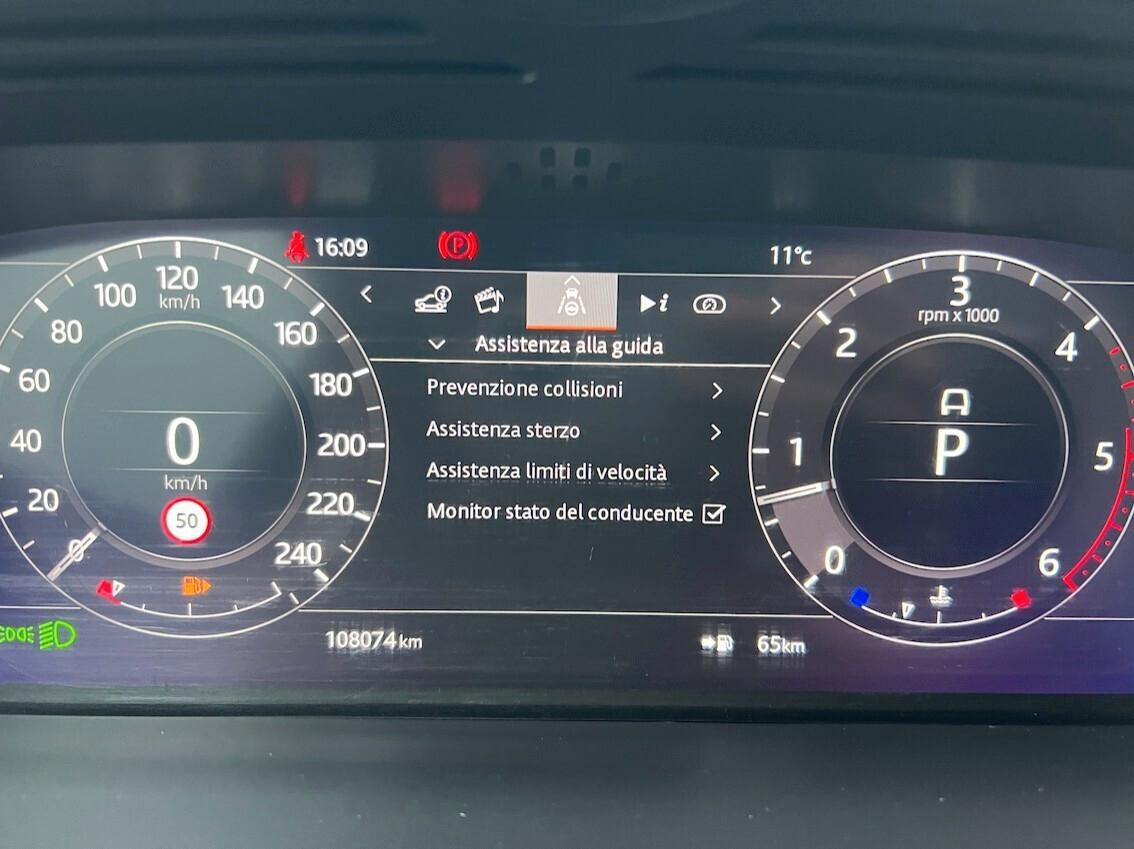 16:09
P
11°c
100
120
km/h
140
80
160
60
180
40
200
20
220
0
240
0
km/h
50
i
i
Assistenza alla guida
Prevenzione collisioni
Assistenza sterzo
Assistenza limiti di velocità
Monitor stato del conducente
3
rpm x 1000
2
4
1
5
0
6
A
P
108074 km
65km